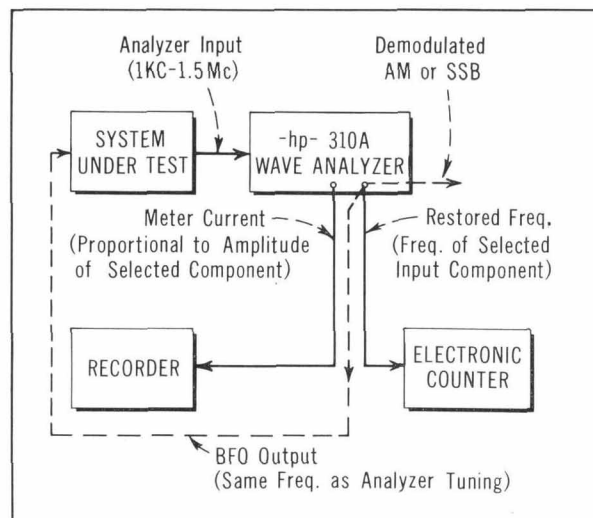 Analyzer Input
(1KC-1.5Mc)
Demodulated
AM or SSB
SYSTEM
UNDER TEST
-hp- 310A
WAVE ANALYZER
Meter Current
(Proportional to Amplitude
of Selected Component)
Restored Freq.
(Freq. of Selected
Input Component)
RECORDER
ELECTRONIC
COUNTER
BFO Output
(Same Freq. as Analyzer Tuning)